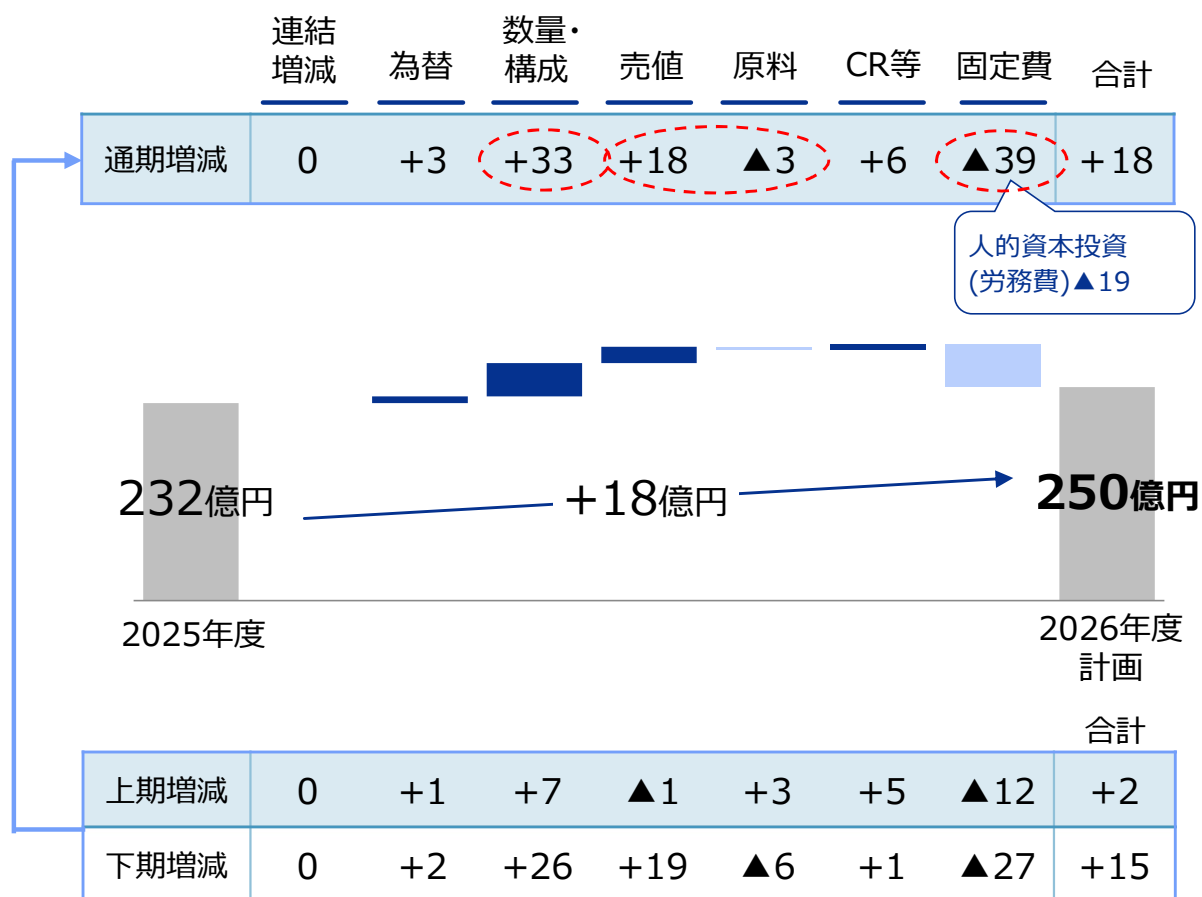 連結
増減
為替
数量・
構成
売値
原料
CR等
固定費
合計
通期増減 0 +3 +33 +18 ▲3 +6 ▲39 +18
人的資本投資
(労務費)▲19
232億円
+18億円
250億円
2025年度
2026年度
計画
合計
上期増減 0 +1 +7 ▲1 +3 +5 ▲12 +2
下期増減 0 +2 +26 +19 ▲6 +1 ▲27 +15